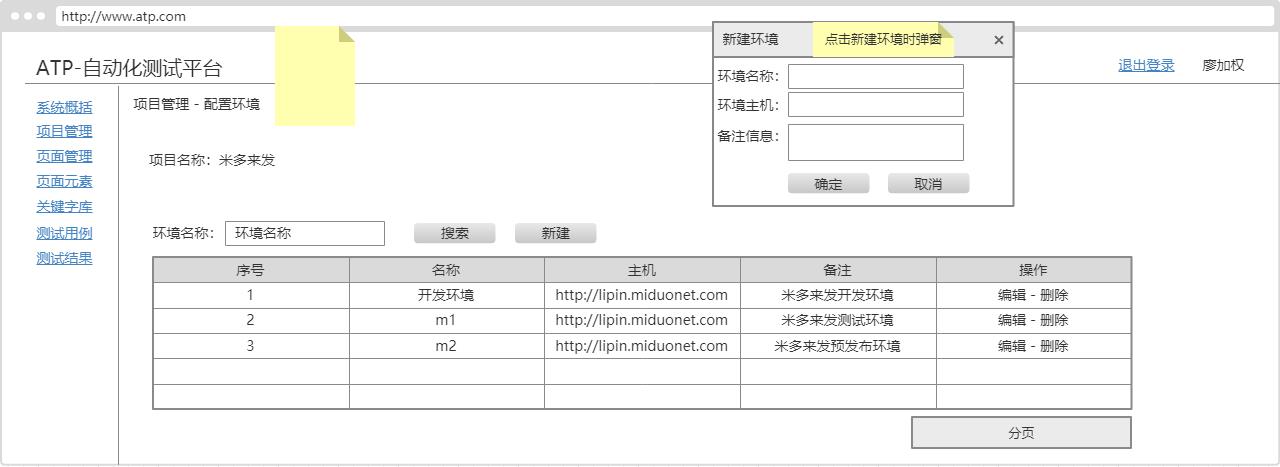 http://www.atp.com
ATP-自动化测试平台
退出登录 廖加权
系统概括
项目管理
页面管理
页面元素
关键字库
测试用例
测试结果
项目管理 - 配置环境
项目名称：米多来发
新建环境 点击新建环境时弹窗 ×
环境名称：
环境主机：
备注信息：
确定 取消
环境名称： 环境名称 搜索 新建
序号 名称 主机 备注 操作
1 开发环境 http://lipin.miduonet.com 米多来发开发环境 编辑 - 删除
2 m1 http://lipin.miduonet.com 米多来发测试环境 编辑 - 删除
3 m2 http://lipin.miduonet.com 米多来发预发布环境 编辑 - 删除
分页